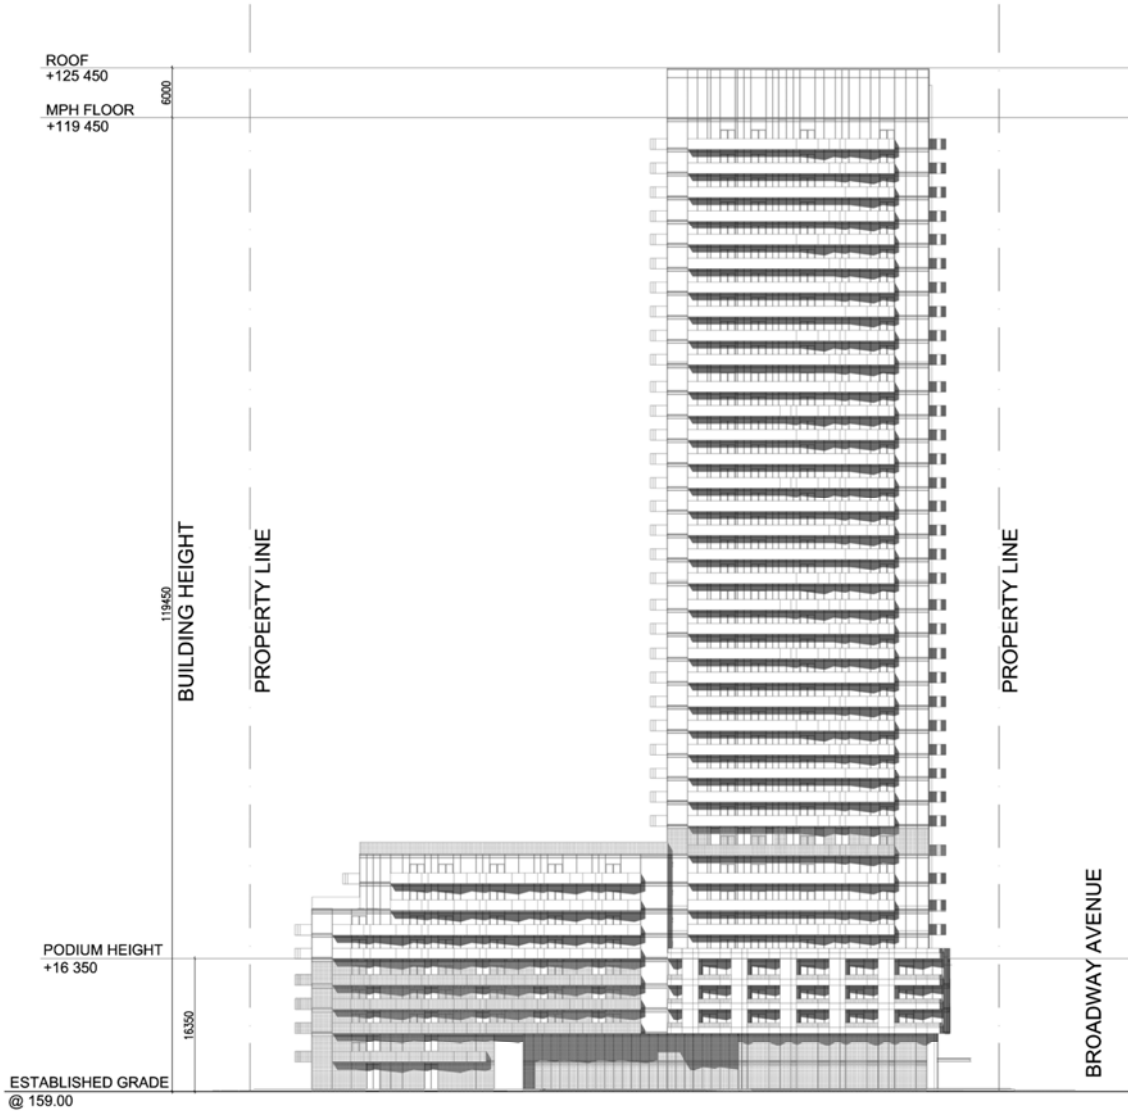 ROOF
+125 450
6000
MPH FLOOR
+119 450
119450
BUILDING HEIGHT
PROPERTY LINE
PROPERTY LINE
PODIUM HEIGHT
+16 350
16350
BROADWAY AVENUE
ESTABLISHED GRADE
@ 159.00